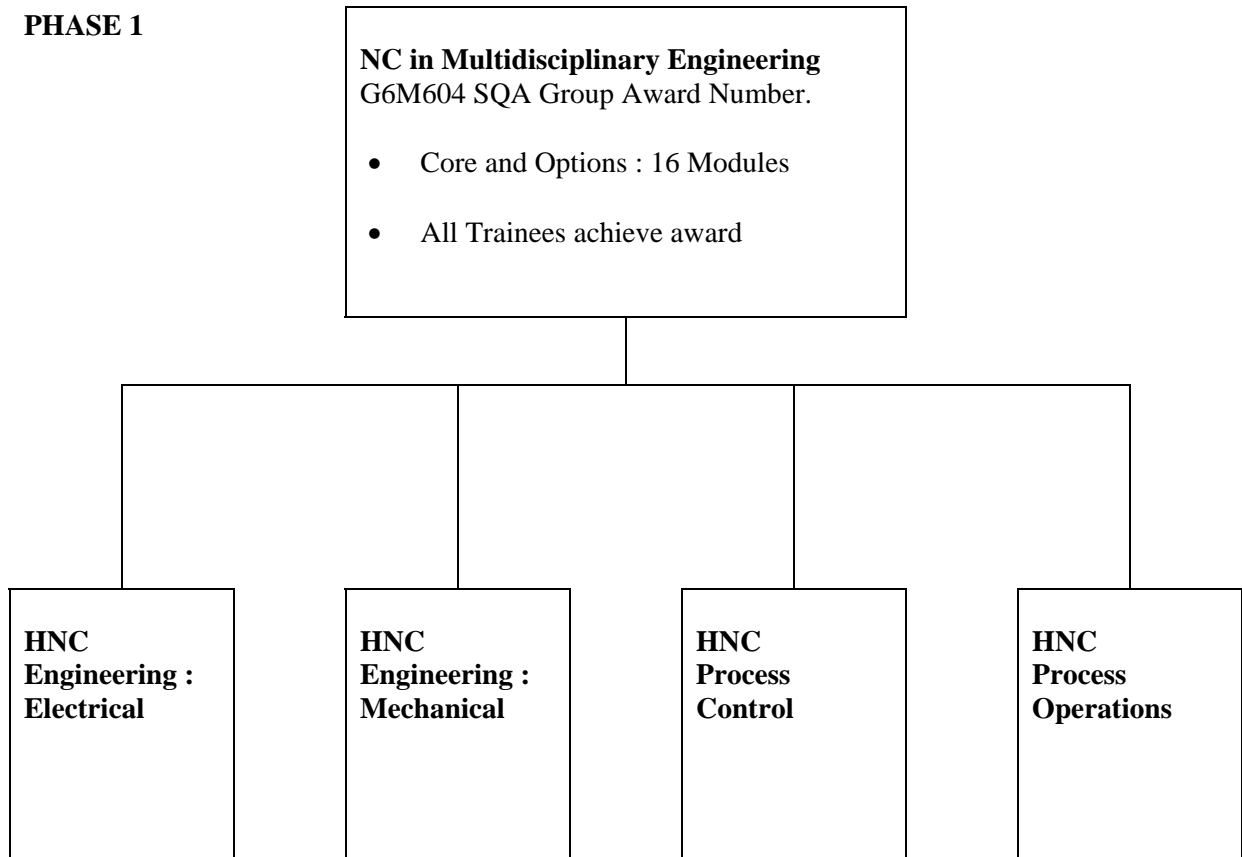 PHASE 1
NC in Multidisciplinary Engineering
G6M604 SQA Group Award Number.
• Core and Options : 16 Modules
• All Trainees achieve award
HNC
Engineering :
Electrical
HNC
Engineering :
Mechanical
HNC
Process
Control
HNC
Process
Operations